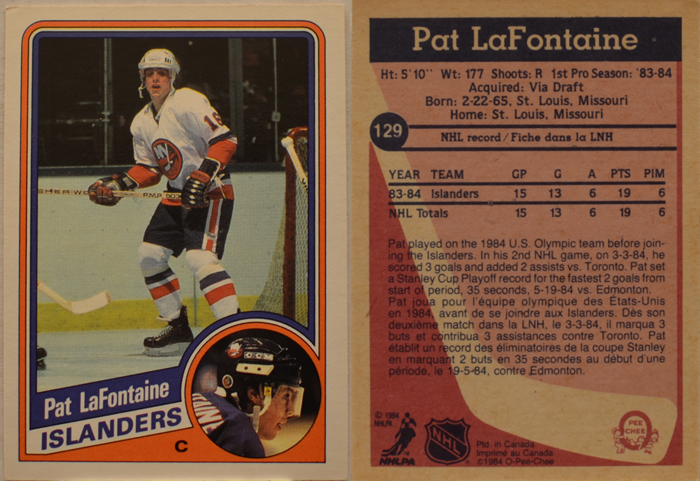 16
SHER-WOOD
PMP
Pat LaFontaine
ISLANDERS
C
Pat LaFontaine
Ht: 5'10" Wt: 177 Shoots: R 1st Pro Season: '83-84
Acquired: Via Draft
Born: 2-22-65, St. Louis, Missouri
Home: St. Louis, Missouri
129
NHL record/Fiche dans la LNH
YEAR TEAM GP G A PTS PIM
83-84 Islanders 15 13 6 19 6
NHL Totals 15 13 6 19 6
Pat played on the 1984 U.S. Olympic team before join-
ing the Islanders. In his 2nd NHL game, on 3-3-84, he
scored 3 goals and added 2 assists vs. Toronto. Pat set
a Stanley Cup Playoff record for the fastest 2 goals from
start of period, 35 seconds, 5-19-84 vs. Edmonton.
Pat joua pour l'équipe olympique des États-Unis
en 1984, avant de se joindre aux Islanders. Dès son
deuxième match dans la LNH, le 3-3-84, il marqua 3
buts et contribua 3 assistances contre Toronto. Pat
établit un record des éliminatoires de la coupe Stanley
en marquant 2 buts en 35 secondes au début d'une
période, le 19-5-84, contre Edmonton.
© 1984
NHLPA
NHLPA
NHL
Ptd. in Canada
Imprimé au Canada
©1984 O-Pee-Chee
O
PEE
CHEE